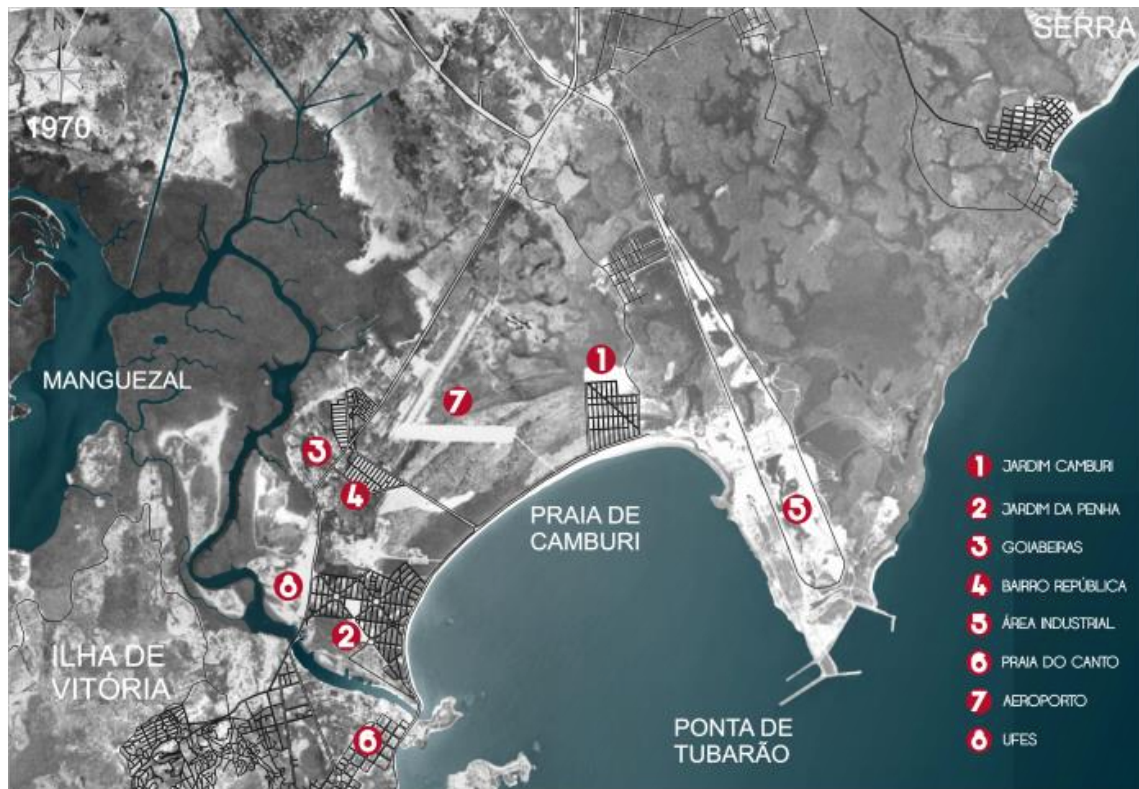 SERRA
N
1970
MANGUEZAL
1
7
3
4
PRAIA DE
CAMBURI
5
8
2
ILHA DE
VITÓRIA
6
PONTA DE
TUBARÃO
1 JARDIM CAMBURI
2 JARDIM DA PENHA
3 GOIABEIRAS
4 BAIRRO REPÚBLICA
5 ÁREA INDUSTRIAL
6 PRAIA DO CANTO
7 AEROPORTO
8 UFES